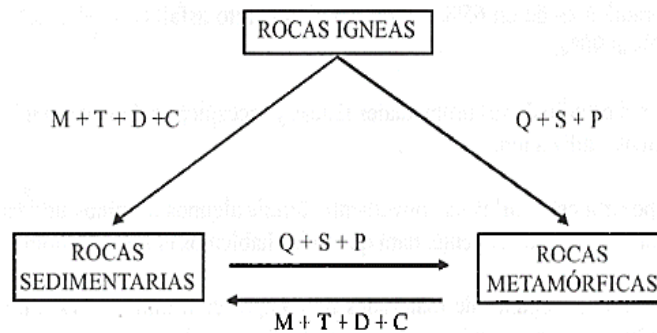 ROCAS IGNEAS
M + T + D +C
Q + S + P
Q + S + P
ROCAS
SEDIMENTARIAS
ROCAS
METAMÓRFICAS
M + T + D + C